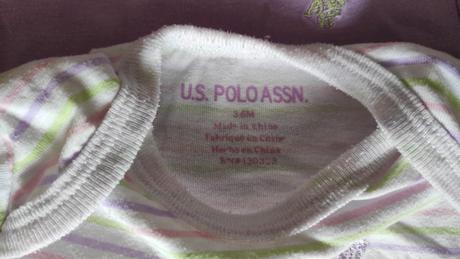 U.S. POLO ASSN.
3-6M
Made in China
Fabriqué en Chine
Hecho en China